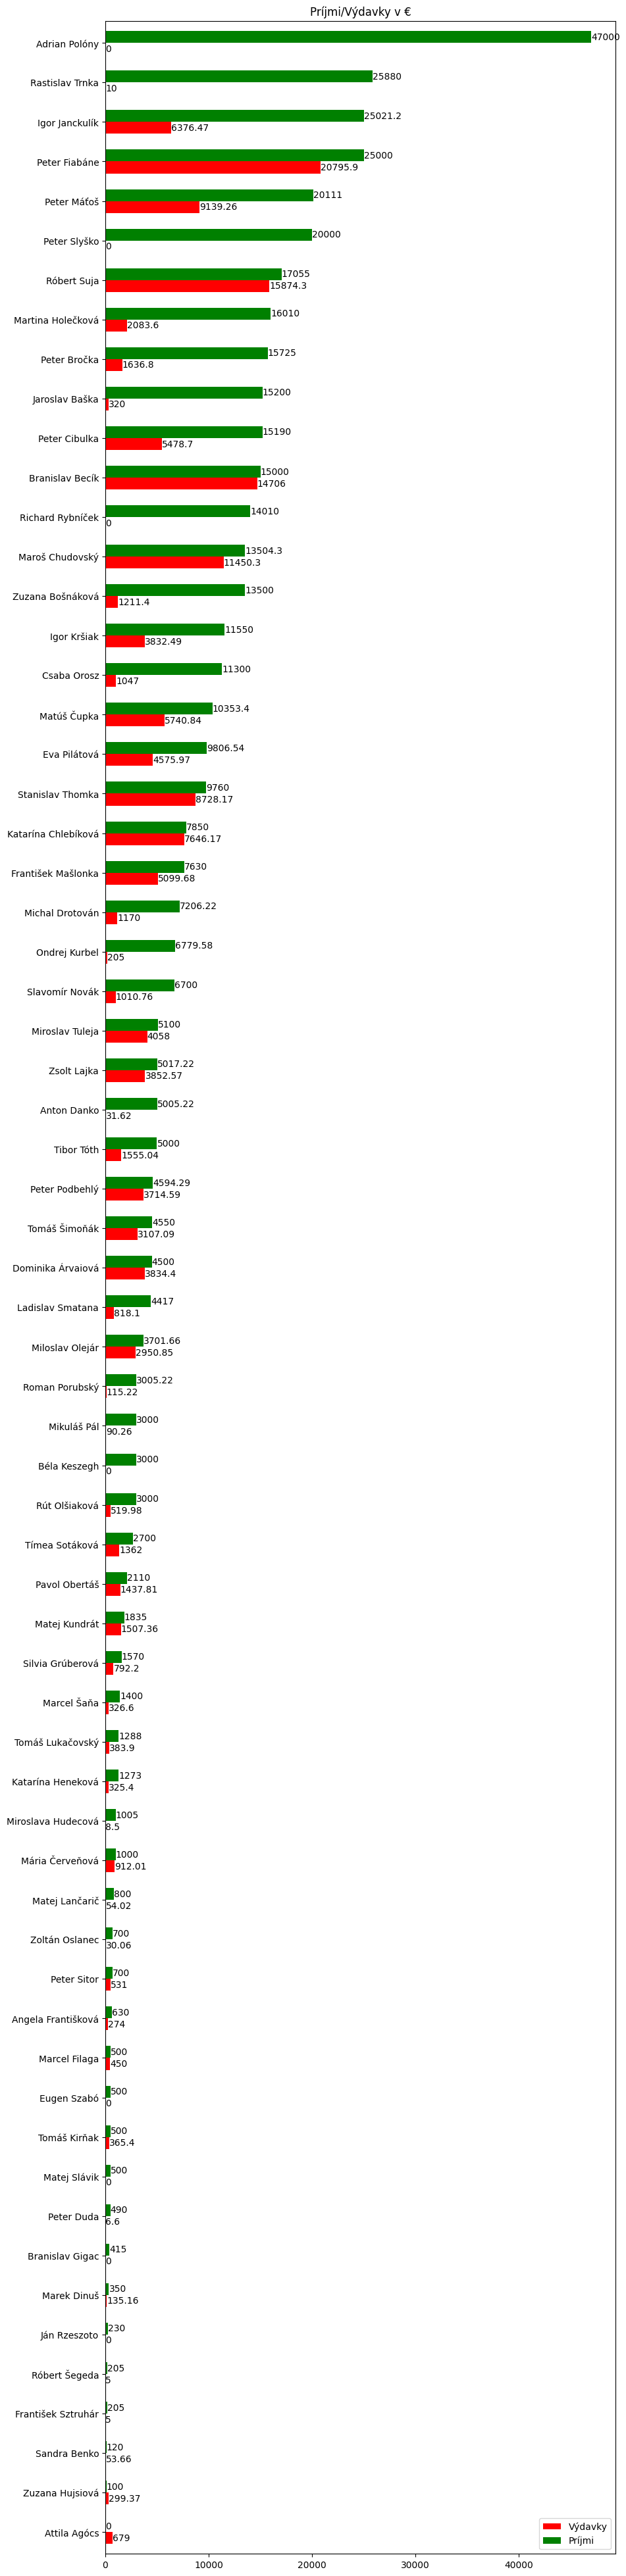 Príjmi/Výdavky v €
Adrian Polóny
47000
0
Rastislav Trnka
25880
10
Igor Janckulík
25021.2
6376.47
Peter Fiabáne
25000
20795.9
Peter Máťoš
20111
9139.26
Peter Slyško
20000
0
Róbert Suja
17055
15874.3
Martina Holečková
16010
2083.6
Peter Bročka
15725
1636.8
Jaroslav Baška
15200
320
Peter Cibulka
15190
5478.7
Branislav Becík
15000
14706
Richard Rybníček
14010
0
Maroš Chudovský
13504.3
11450.3
Zuzana Bošnáková
13500
1211.4
Igor Kršiak
11550
3832.49
Csaba Orosz
11300
1047
Matúš Čupka
10353.4
5740.84
Eva Pilátová
9806.54
4575.97
Stanislav Thomka
9760
8728.17
Katarína Chlebíková
7850
7646.17
František Mašlonka
7630
5099.68
Michal Drotován
7206.22
1170
Ondrej Kurbel
6779.58
205
Slavomír Novák
6700
1010.76
Miroslav Tuleja
5100
4058
Zsolt Lajka
5017.22
3852.57
Anton Danko
5005.22
31.62
Tibor Tóth
5000
1555.04
Peter Podbehlý
4594.29
3714.59
Tomáš Šimoňák
4550
3107.09
Dominika Árvaiová
4500
3834.4
Ladislav Smatana
4417
818.1
Miloslav Olejár
3701.66
2950.85
Roman Porubský
3005.22
115.22
Mikuláš Pál
3000
90.26
Béla Keszegh
3000
0
Rút Olšiaková
3000
519.98
Tímea Sotáková
2700
1362
Pavol Obertáš
2110
1437.81
Matej Kundrát
1835
1507.36
Silvia Grúberová
1570
792.2
Marcel Šaňa
1400
326.6
Tomáš Lukačovský
1288
383.9
Katarína Heneková
1273
325.4
Miroslava Hudecová
1005
8.5
Mária Červeňová
1000
912.01
Matej Lančarič
800
54.02
Zoltán Oslanec
700
30.06
Peter Sitor
700
531
Angela Františková
630
274
Marcel Filaga
500
450
Eugen Szabó
500
0
Tomáš Kirňak
500
365.4
Matej Slávik
500
0
Peter Duda
490
6.6
Branislav Gigac
415
0
Marek Dinuš
350
135.16
Ján Rzeszoto
230
0
Róbert Šegeda
205
5
František Sztruhár
205
5
Sandra Benko
120
53.66
Zuzana Hujsiová
100
299.37
Attila Agócs
0
679
Výdavky
Príjmi
0 10000 20000 30000 40000